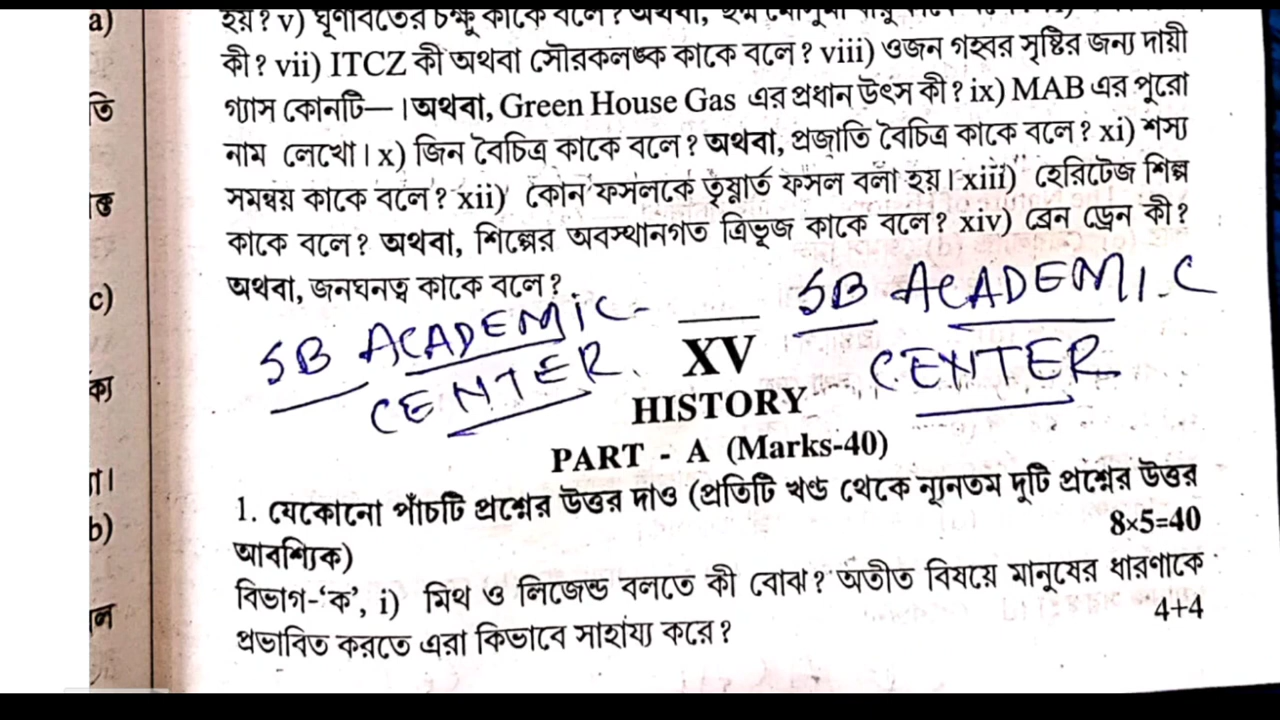 a)
হয়? v) ঘূর্ণাবতের চক্ষু কাকে বলে? অথবা,
কী? vii) ITCZ কী অথবা সৌরকলঙ্ক কাকে বলে? viii) ওজন গহ্বর সৃষ্টির জন্য দায়ী
তি
গ্যাস কোনটি— । অথবা, Green House Gas এর প্রধান উৎস কী? ix) MAB এর পুরো
নাম লেখো। x) জিন বৈচিত্র কাকে বলে? অথবা, প্রজাতি বৈচিত্র কাকে বলে? xi) শস্য
সমন্বয় কাকে বলে? xii) কোন ফসলকে তৃষ্ণার্ত ফসল বলা হয়। xiii) হেরিটেজ শিল্প
কাকে বলে? অথবা, শিল্পের অবস্থানগত ত্রিভূজ কাকে বলে? xiv) ব্রেন ড্রেন কী?
c)
অথবা, জনঘনত্ব কাকে বলে?
SB ACADEMIC
CENTER
SB ACADEMIC
CENTER
XV
HISTORY
PART - A (Marks-40)
1. যেকোনো পাঁচটি প্রশ্নের উত্তর দাও (প্রতিটি খণ্ড থেকে ন্যূনতম দুটি প্রশ্নের উত্তর
b)
আবশ্যিক) 8×5=40
বিভাগ-‘ক’, i) মিথ ও লিজেন্ড বলতে কী বোঝ? অতীত বিষয়ে মানুষের ধারণাকে
প্রভাবিত করতে এরা কিভাবে সাহায্য করে? 4+4